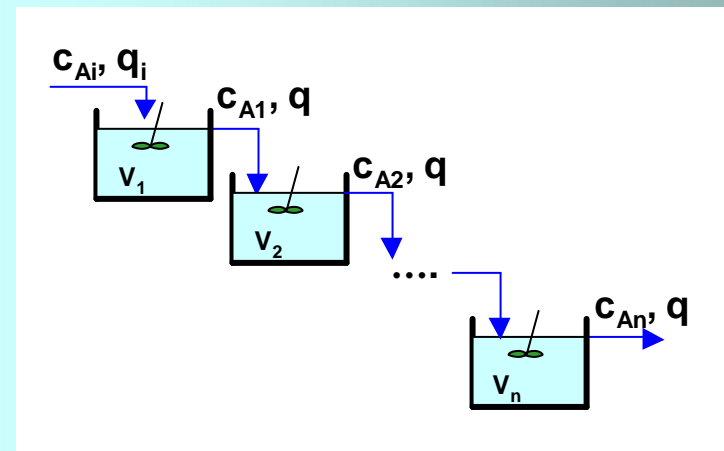 cAi, qi
cA1, q
V1
cA2, q
V2
....
cAn, q
Vn